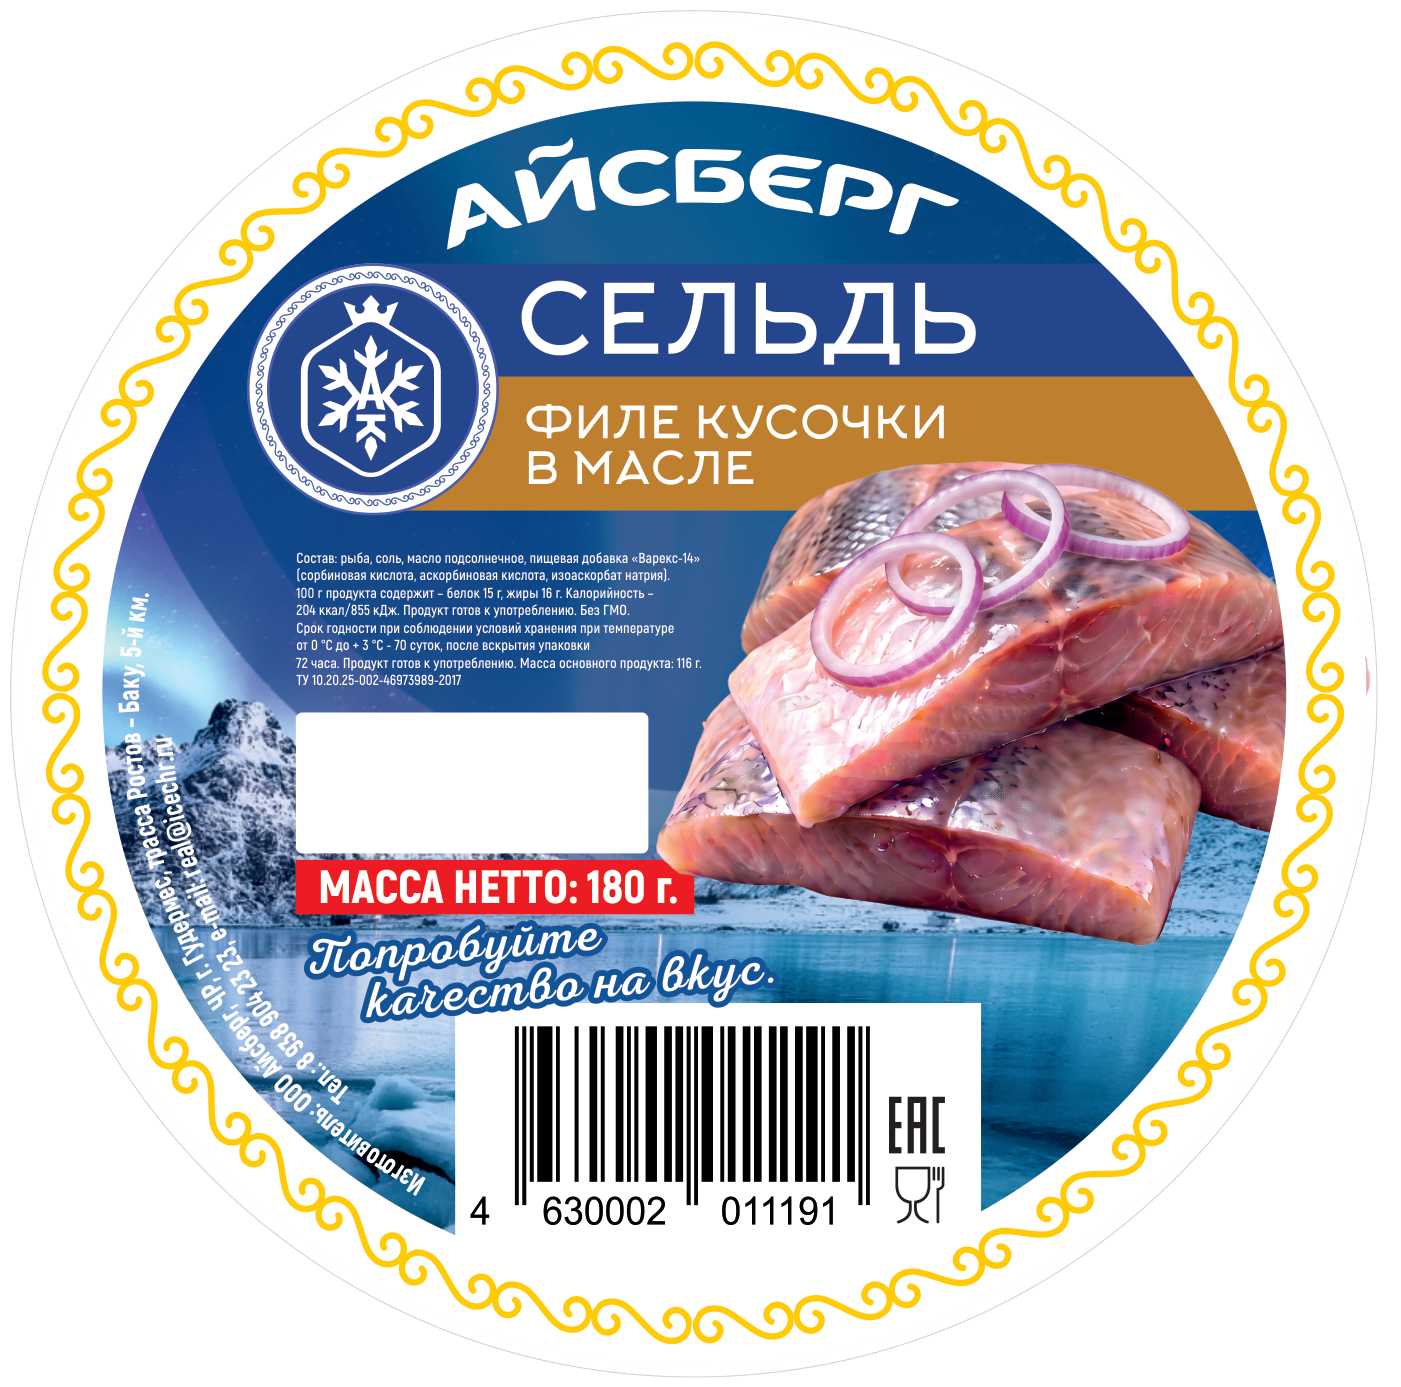 АЙСБЕРГ
СЕЛЬДЬ
ФИЛЕ КУСОЧКИ
В МАСЛЕ
АК
Состав: рыба, соль, масло подсолнечное, пищевая добавка «Варекс-14»
(сорбиновая кислота, аскорбиновая кислота, изоаскорбат натрия).
100 г продукта содержит – белок 15 г, жиры 16 г. Калорийность –
204 ккал/855 кДж. Продукт готов к употреблению. Без ГМО.
Срок годности при соблюдении условий хранения при температуре
от 0 °С до + 3 °С - 70 суток, после вскрытия упаковки
72 часа. Продукт готов к употреблению. Масса основного продукта: 116 г.
ТУ 10.20.25-002-46973989-2017
МАССА НЕТТО: 180 г.
Попробуйте
качество на вкус.
Изготовитель: ООО Айсберг, ЧР, г. Гудермес, трасса Ростов – Баку, 5-й км.
Тел.: 8 938 904 23 23, e-mail: real@icechr.ru
4 630002 011191
ЕАС